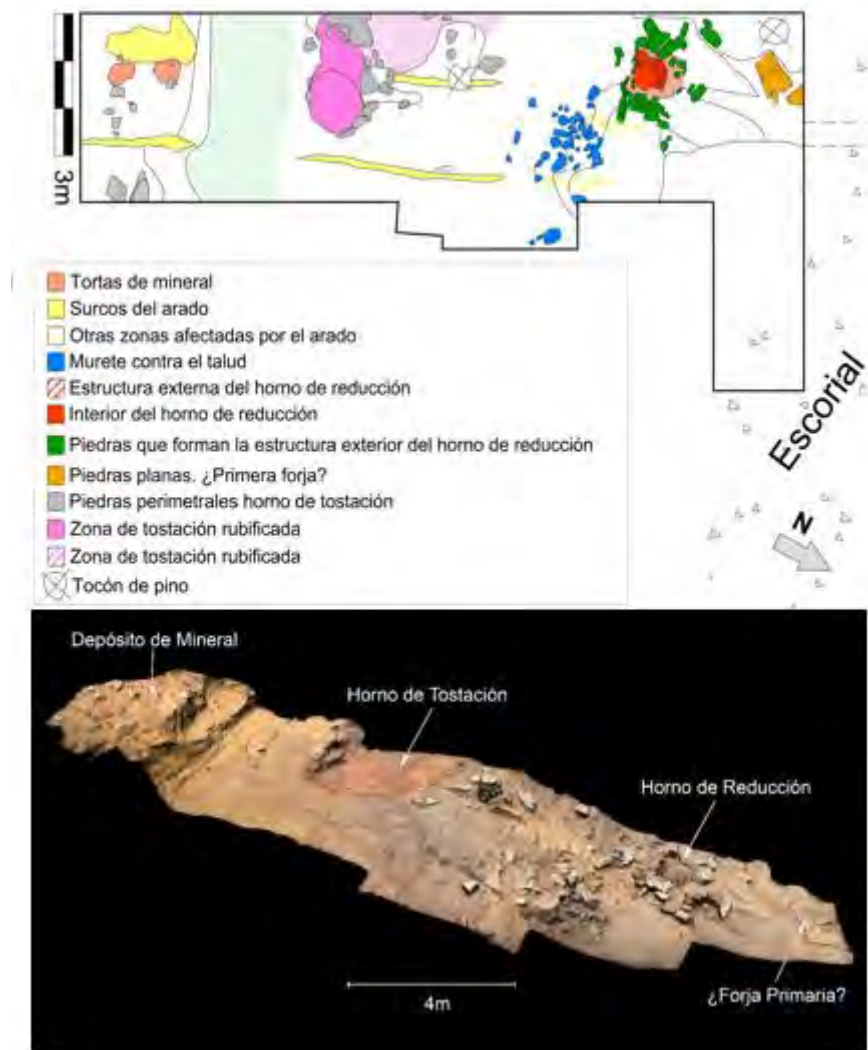 3m
Tortas de mineral
Surcos del arado
Otras zonas afectadas por el arado
Murete contra el talud
Estructura externa del horno de reducción
Interior del horno de reducción
Piedras que forman la estructura exterior del horno de reducción
Piedras planas. ¿Primera forja?
Piedras perimetrales horno de tostación
Zona de tostación rubificada
Zona de tostación rubificada
Tocón de pino
Escorial
N
Depósito de Mineral
Horno de Tostación
Horno de Reducción
4m
¿Forja Primaria?